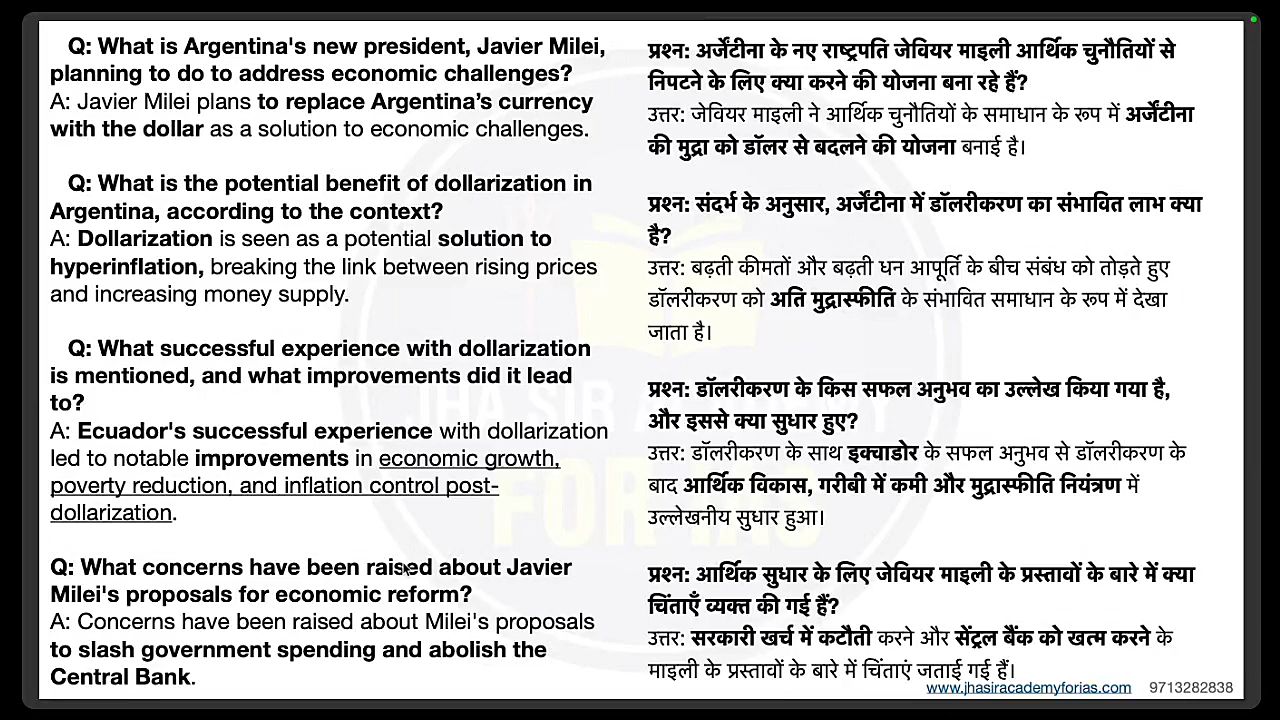 Q: What is Argentina's new president, Javier Milei,
planning to do to address economic challenges?
A: Javier Milei plans to replace Argentina’s currency
with the dollar as a solution to economic challenges.
Q: What is the potential benefit of dollarization in
Argentina, according to the context?
A: Dollarization is seen as a potential solution to
hyperinflation, breaking the link between rising prices
and increasing money supply.
Q: What successful experience with dollarization
is mentioned, and what improvements did it lead
to?
A: Ecuador's successful experience with dollarization
led to notable improvements in economic growth,
poverty reduction, and inflation control post-
dollarization.
Q: What concerns have been raised about Javier
Milei's proposals for economic reform?
A: Concerns have been raised about Milei's proposals
to slash government spending and abolish the
Central Bank.
प्रश्न: अर्जेंटीना के नए राष्ट्रपति जेवियर माइली आर्थिक चुनौतियों से
निपटने के लिए क्या करने की योजना बना रहे हैं?
उत्तर: जेवियर माइली ने आर्थिक चुनौतियों के समाधान के रूप में अर्जेंटीना
की मुद्रा को डॉलर से बदलने की योजना बनाई है।
प्रश्न: संदर्भ के अनुसार, अर्जेंटीना में डॉलरीकरण का संभावित लाभ क्या
है?
उत्तर: बढ़ती कीमतों और बढ़ती धन आपूर्ति के बीच संबंध को तोड़ते हुए
डॉलरीकरण को अति मुद्रास्फीति के संभावित समाधान के रूप में देखा
जाता है।
प्रश्न: डॉलरीकरण के किस सफल अनुभव का उल्लेख किया गया है,
और इससे क्या सुधार हुए?
उत्तर: डॉलरीकरण के साथ इक्वाडोर के सफल अनुभव से डॉलरीकरण के
बाद आर्थिक विकास, गरीबी में कमी और मुद्रास्फीति नियंत्रण में
उल्लेखनीय सुधार हुआ।
प्रश्न: आर्थिक सुधार के लिए जेवियर माइली के प्रस्तावों के बारे में क्या
चिंताएँ व्यक्त की गई हैं?
उत्तर: सरकारी खर्च में कटौती करने और सेंट्रल बैंक को खत्म करने के
माइली के प्रस्तावों के बारे में चिंताएं जताई गई हैं।
www.jhasiracademyforias.com 9713282838
JHA SIR ACADEMY
FOR IAS